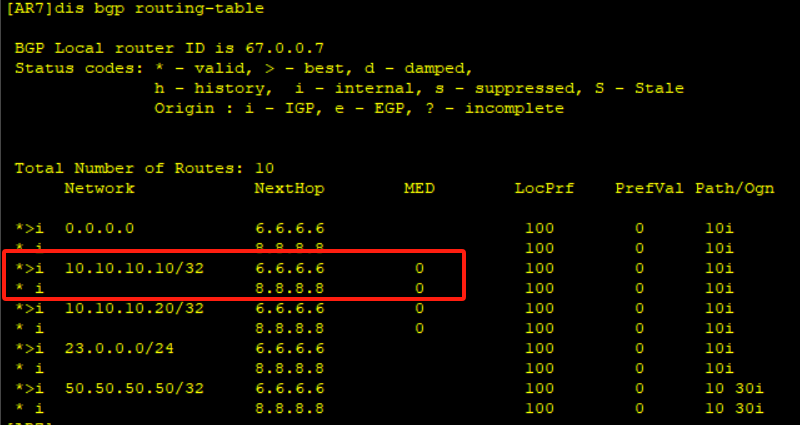 [AR7]dis bgp routing-table
BGP Local router ID is 67.0.0.7
Status codes: * - valid, > - best, d - damped,
h - history,  i - internal, s - suppressed, S - Stale
Origin : i - IGP, e - EGP, ? - incomplete
Total Number of Routes: 10
Network NextHop MED LocPrf PrefVal Path/Ogn
*>i 0.0.0.0 6.6.6.6 100 0 10i
* i 8.8.8.8 100 0 10i
*>i 10.10.10.10/32 6.6.6.6 0 100 0 10i
* i 8.8.8.8 0 100 0 10i
*>i 10.10.10.20/32 6.6.6.6 0 100 0 10i
* i 8.8.8.8 0 100 0 10i
*>i 23.0.0.0/24 6.6.6.6 100 0 10i
* i 8.8.8.8 100 0 10i
*>i 50.50.50.50/32 6.6.6.6 100 0 10 30i
* i 8.8.8.8 100 0 10 30i